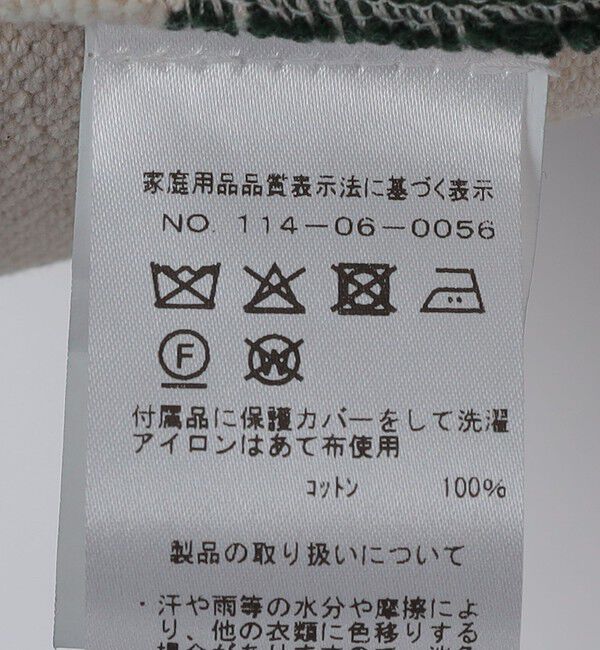 家庭用品品質表示法に基づく表示
NO. 114-06-0056
F
W
付属品に保護カバーをして洗濯
アイロンはあて布使用
コットン 100%
製品の取り扱いについて
・汗や雨等の水分や摩擦によ
り、他の衣類に色移りする